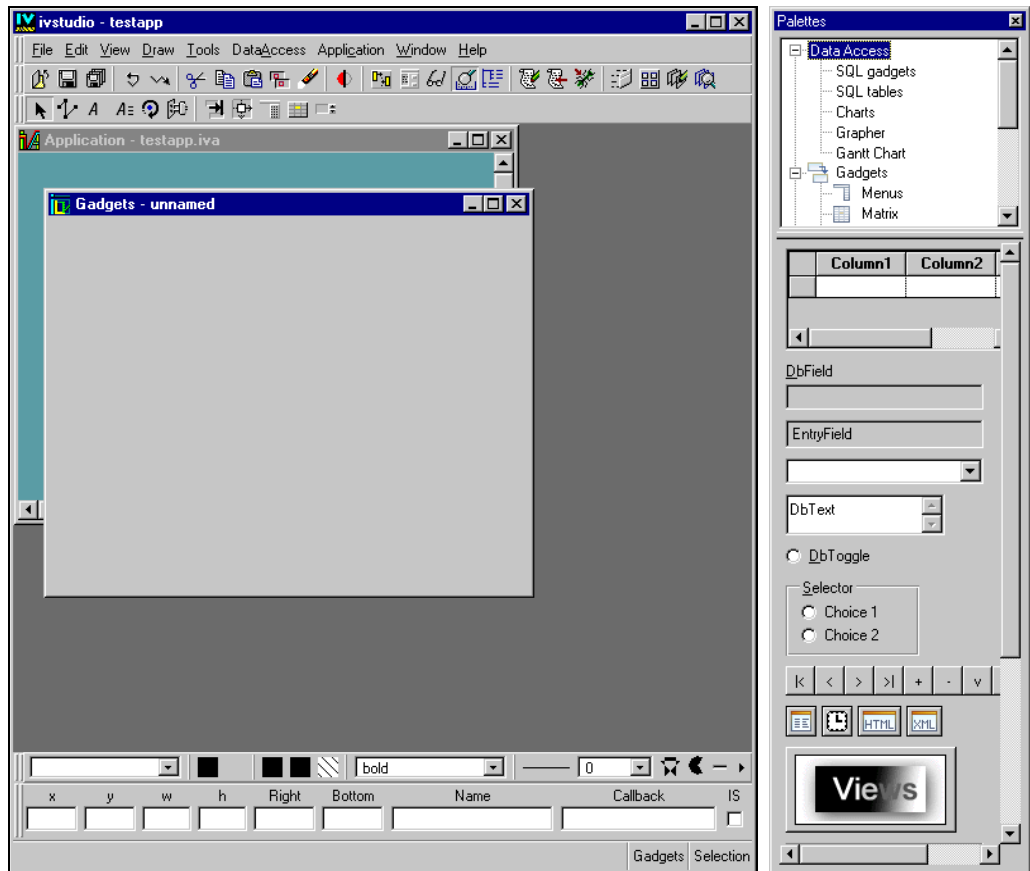 ivstudio - testapp
File Edit View Draw Tools DataAccess Application Window Help
A A
Application - testapp.iva
Gadgets - unnamed
bold
0
x y w h Right Bottom Name Callback IS
Gadgets Selection
Palettes
Data Access
SQL gadgets
SQL tables
Charts
Grapher
Gantt Chart
Gadgets
Menus
Matrix
Column1 Column2
DbField
EntryField
DbText
DbToggle
Selector
Choice 1
Choice 2
|< < > >| + - v
HTML XML
Views